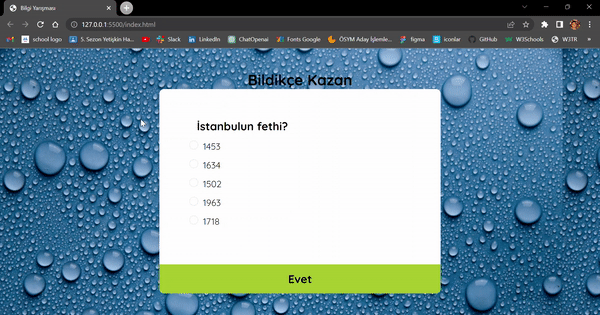 Bilgi Yarışması
127.0.0.1:5500/index.html
school logo
5. Sezon Yetişkin Ha...
Slack
LinkedIn
ChatOpenai
Fonts Google
ÖSYM Aday İşlemle...
figma
iconlar
GitHub
W3Schools
W3TR
»
Bildikçe Kazan
İstanbulun fethi?
1453
1634
1502
1963
1718
Evet